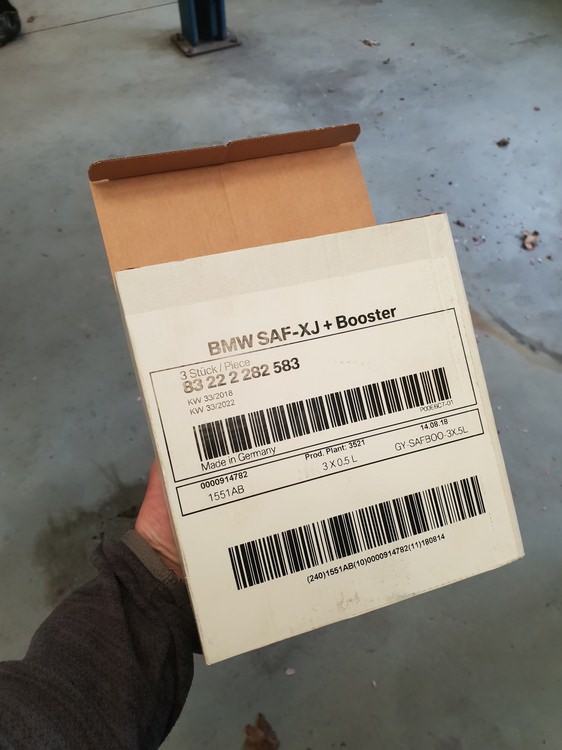 BMW SAF-XJ + Booster
3 Stück / Piece
83 22 2 282 583
KW 33/2018
KW 33/2022
P00E6C7-01
Made in Germany
0000914782 Prod. Plant: 3521 14.08.18
1551AB 3 X 0.5 L GY-SAFBOO-3X.5L
(240)1551AB(10)0000914782(11)180814